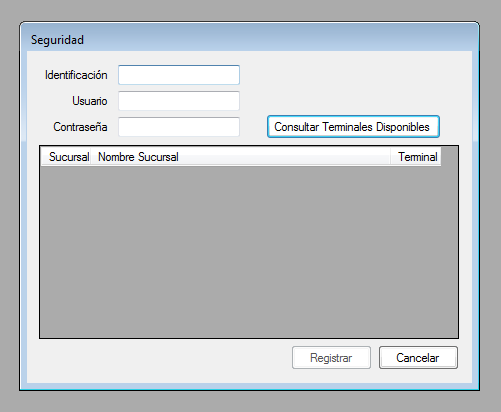 Seguridad
Identificación
Usuario
Contraseña Consultar Terminales Disponibles
Sucursal Nombre Sucursal Terminal
Registrar Cancelar